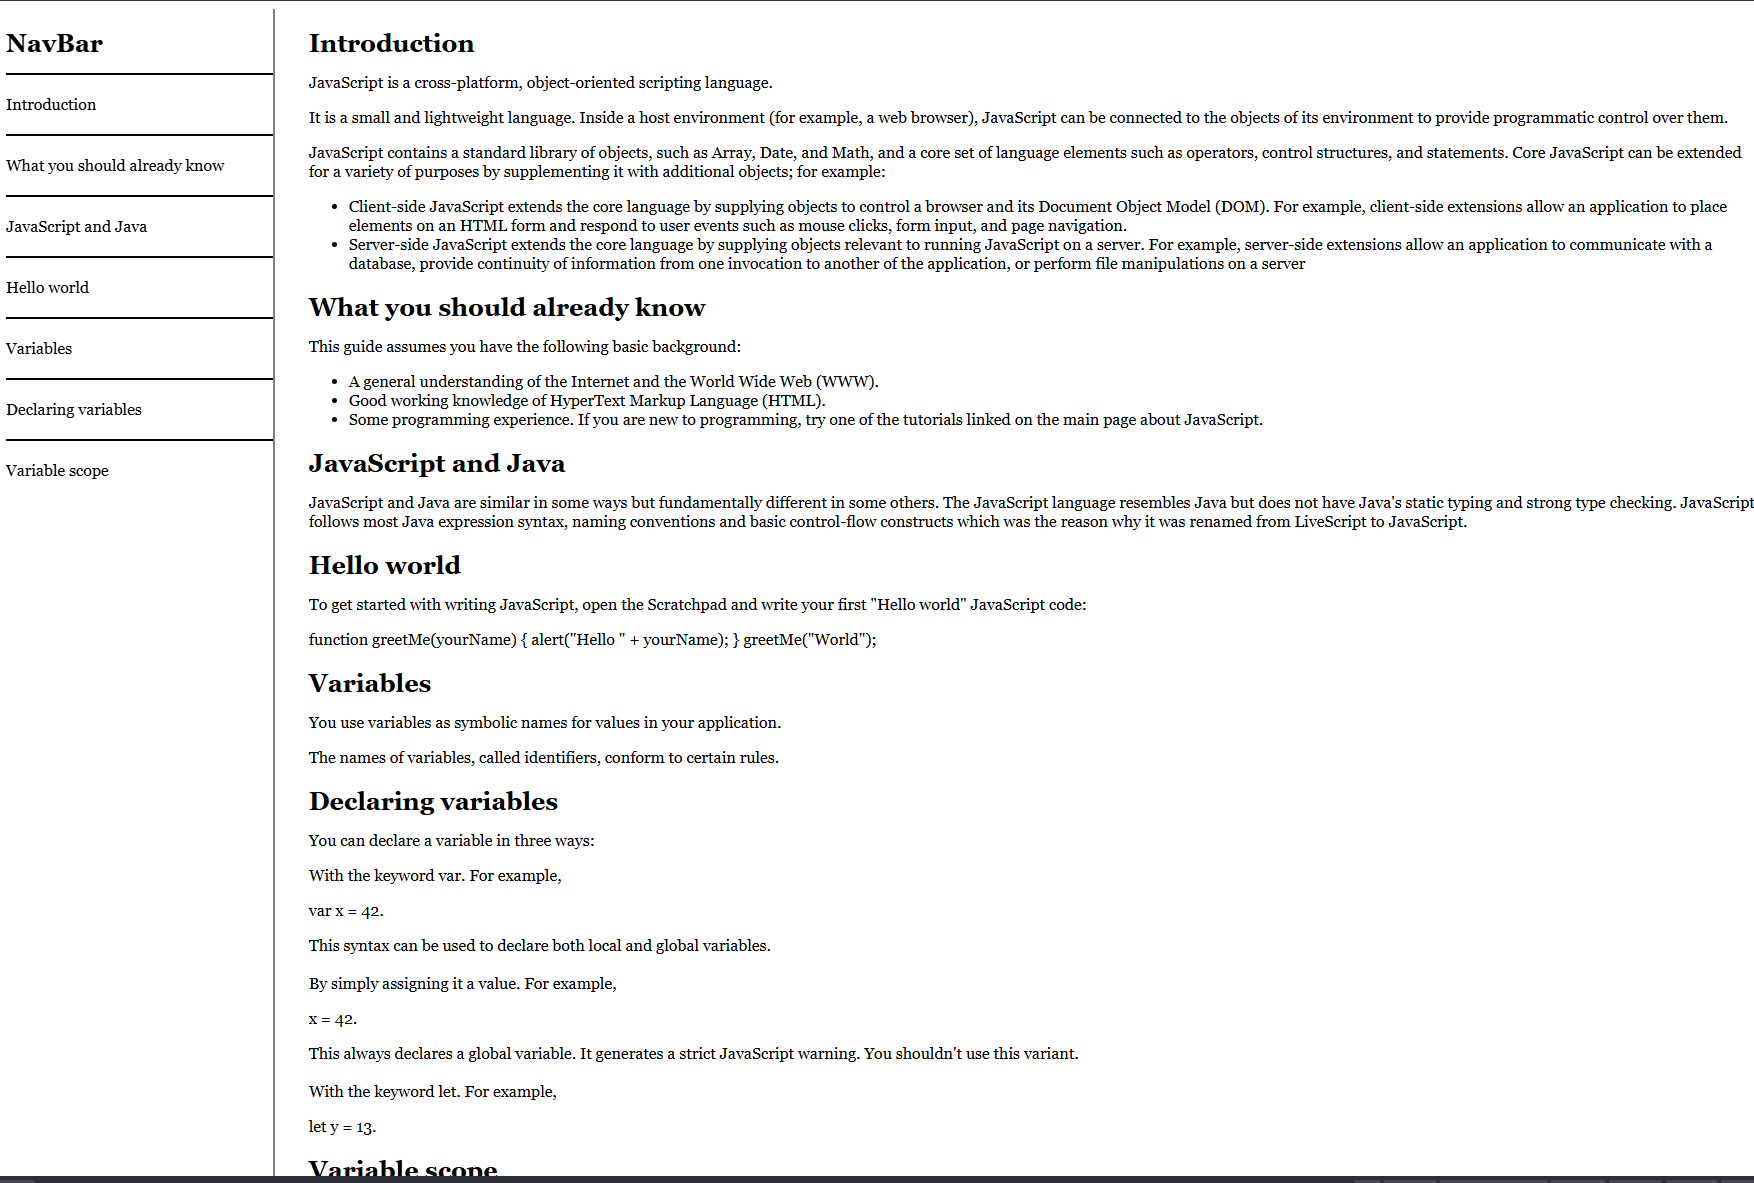 NavBar
Introduction
What you should already know
JavaScript and Java
Hello world
Variables
Declaring variables
Variable scope
Introduction
JavaScript is a cross-platform, object-oriented scripting language.
It is a small and lightweight language. Inside a host environment (for example, a web browser), JavaScript can be connected to the objects of its environment to provide programmatic control over them.
JavaScript contains a standard library of objects, such as Array, Date, and Math, and a core set of language elements such as operators, control structures, and statements. Core JavaScript can be extended
for a variety of purposes by supplementing it with additional objects; for example:
• Client-side JavaScript extends the core language by supplying objects to control a browser and its Document Object Model (DOM). For example, client-side extensions allow an application to place
elements on an HTML form and respond to user events such as mouse clicks, form input, and page navigation.
• Server-side JavaScript extends the core language by supplying objects relevant to running JavaScript on a server. For example, server-side extensions allow an application to communicate with a
database, provide continuity of information from one invocation to another of the application, or perform file manipulations on a server
What you should already know
This guide assumes you have the following basic background:
• A general understanding of the Internet and the World Wide Web (WWW).
• Good working knowledge of HyperText Markup Language (HTML).
• Some programming experience. If you are new to programming, try one of the tutorials linked on the main page about JavaScript.
JavaScript and Java
JavaScript and Java are similar in some ways but fundamentally different in some others. The JavaScript language resembles Java but does not have Java's static typing and strong type checking. JavaScript
follows most Java expression syntax, naming conventions and basic control-flow constructs which was the reason why it was renamed from LiveScript to JavaScript.
Hello world
To get started with writing JavaScript, open the Scratchpad and write your first "Hello world" JavaScript code:
function greetMe(yourName) { alert("Hello " + yourName); } greetMe("World");
Variables
You use variables as symbolic names for values in your application.
The names of variables, called identifiers, conform to certain rules.
Declaring variables
You can declare a variable in three ways:
With the keyword var. For example,
var x = 42.
This syntax can be used to declare both local and global variables.
By simply assigning it a value. For example,
x = 42.
This always declares a global variable. It generates a strict JavaScript warning. You shouldn't use this variant.
With the keyword let. For example,
let y = 13.
Variable scope